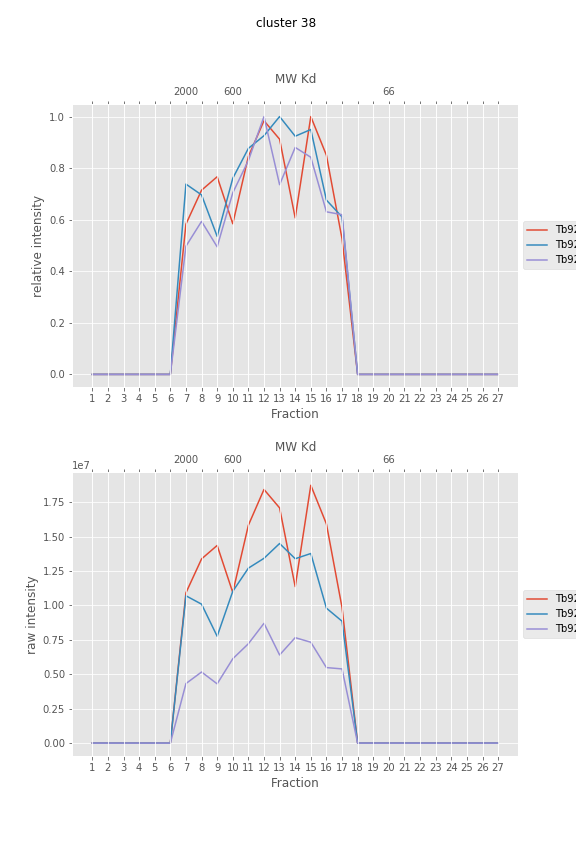 cluster 38
MW Kd
2000 600 66
1.0
0.8
0.6
0.4
0.2
0.0
relative intensity
Tb92
Tb92
Tb92
1 2 3 4 5 6 7 8 9 10 11 12 13 14 15 16 17 18 19 20 21 22 23 24 25 26 27
Fraction
MW Kd
2000 600 66
1e7
1.75
1.50
1.25
1.00
0.75
0.50
0.25
0.00
raw intensity
Tb92
Tb92
Tb92
1 2 3 4 5 6 7 8 9 10 11 12 13 14 15 16 17 18 19 20 21 22 23 24 25 26 27
Fraction